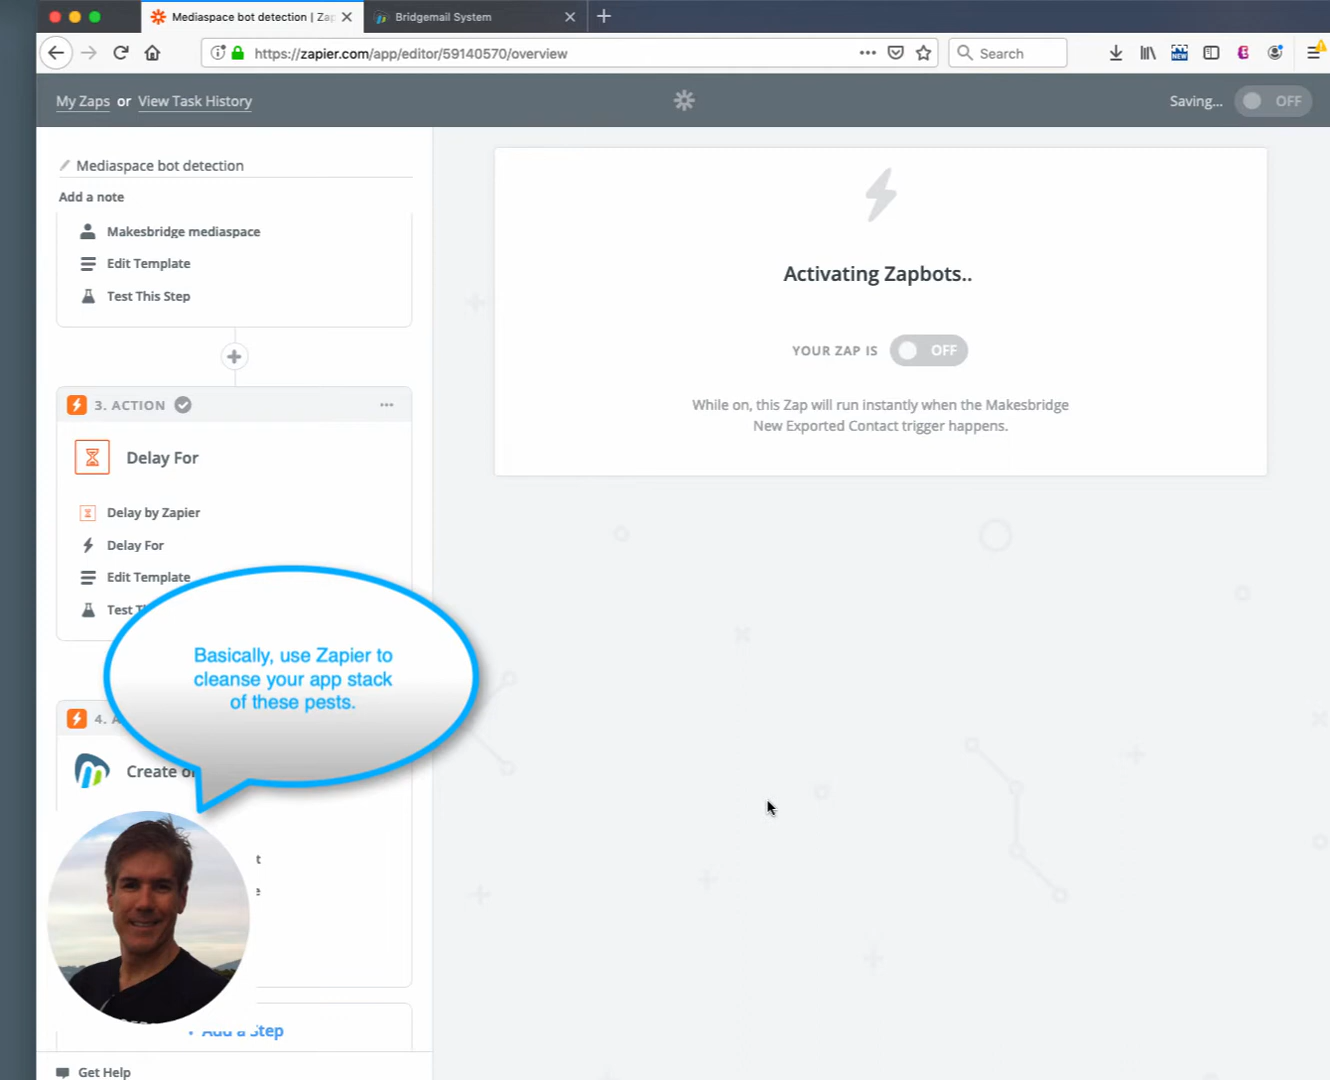 Mediaspace bot detection | Zap
Bridgemail System
https://zapier.com/app/editor/59140570/overview
Search
NEW
My Zaps or View Task History
Saving...
OFF
Mediaspace bot detection
Add a note
Makesbridge mediaspace
Edit Template
Test This Step
3. ACTION
Delay For
Delay by Zapier
Delay For
Edit Template
Activating Zapbots..
YOUR ZAP IS OFF
While on, this Zap will run instantly when the Makesbridge
New Exported Contact trigger happens.
Basically, use Zapier to
cleanse your app stack
of these pests.
4.
Create
Add a Step
Get Help